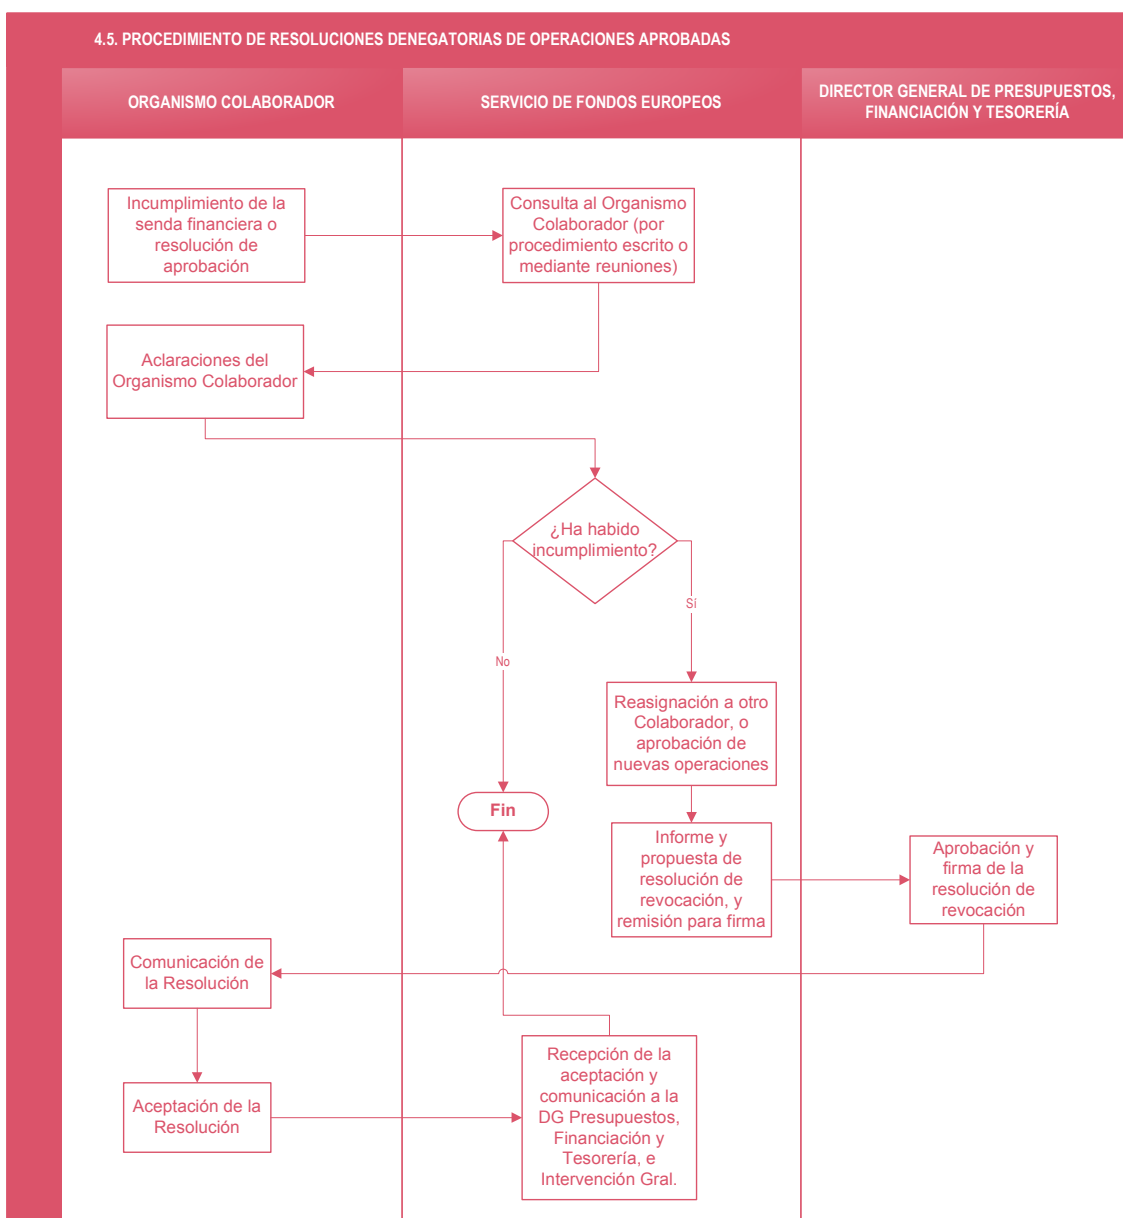 4.5. PROCEDIMIENTO DE RESOLUCIONES DENEGATORIAS DE OPERACIONES APROBADAS
ORGANISMO COLABORADOR
SERVICIO DE FONDOS EUROPEOS
DIRECTOR GENERAL DE PRESUPUESTOS,
FINANCIACIÓN Y TESORERÍA
Incumplimiento de la
senda financiera o
resolución de
aprobación
Consulta al Organismo
Colaborador (por
procedimiento escrito o
mediante reuniones)
Aclaraciones del
Organismo Colaborador
¿Ha habido
incumplimiento?
Sí
No
Reasignación a otro
Colaborador, o
aprobación de
nuevas operaciones
Fin
Informe y
propuesta de
resolución de
revocación, y
remisión para firma
Aprobación y
firma de la
resolución de
revocación
Comunicación de
la Resolución
Aceptación de la
Resolución
Recepción de la
aceptación y
comunicación a la
DG Presupuestos,
Financiación y
Tesorería, e
Intervención Gral.